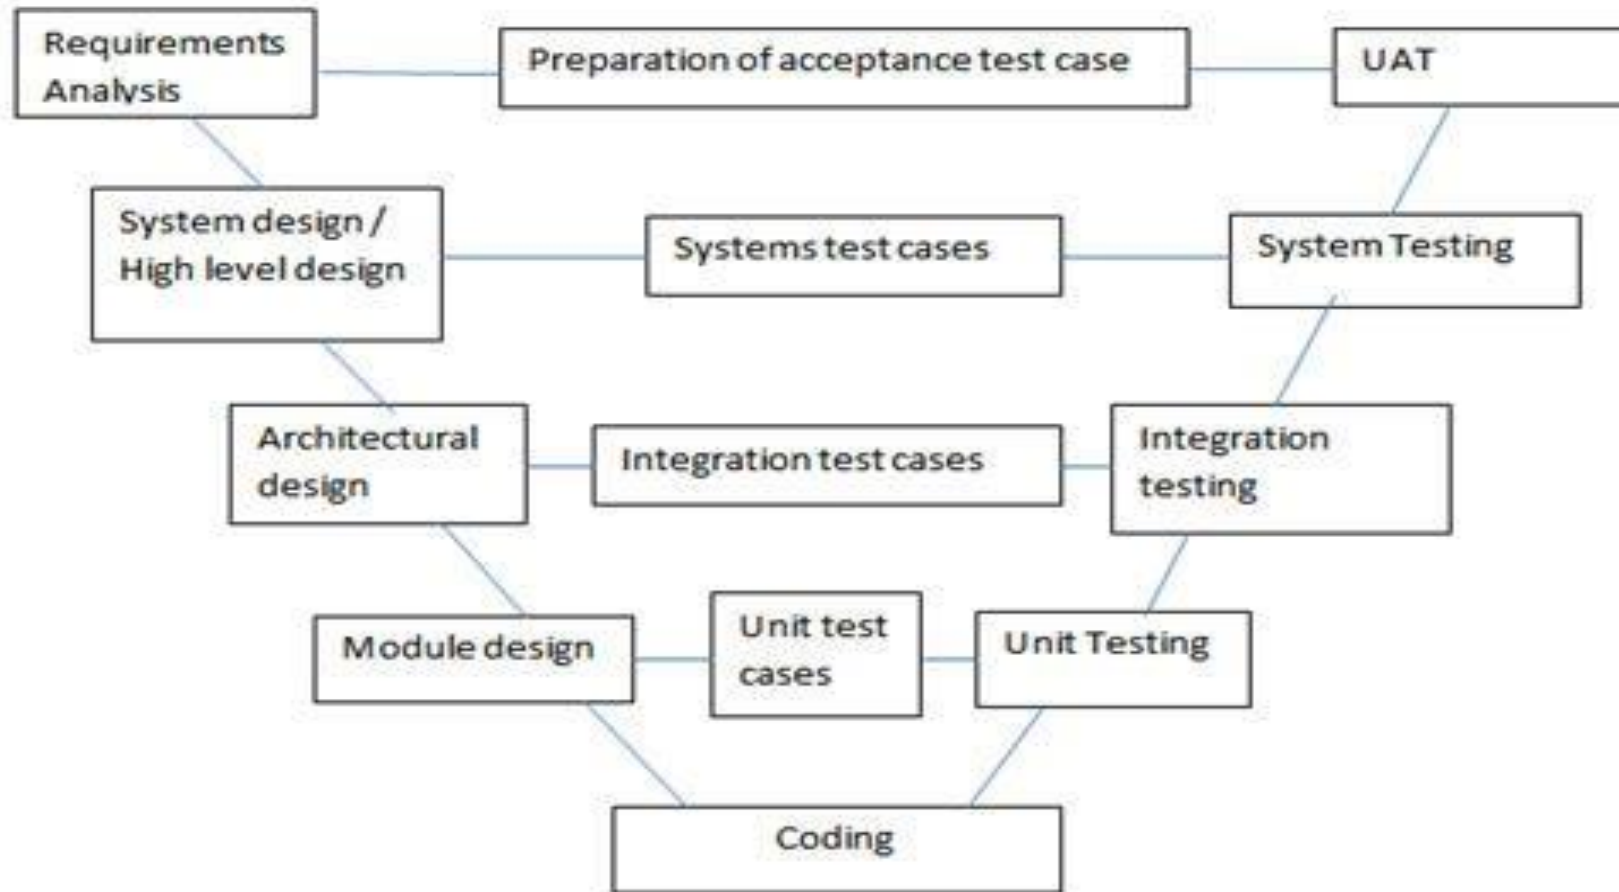 Requirements
Analysis
Preparation of acceptance test case
UAT
System design /
High level design
Systems test cases
System Testing
Architectural
design
Integration test cases
Integration
testing
Module design
Unit test
cases
Unit Testing
Coding